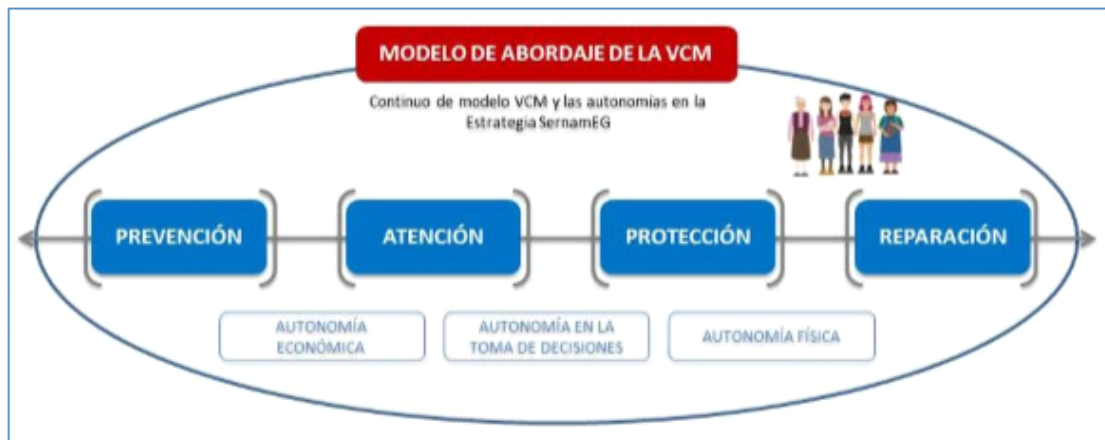 MODELO DE ABORDAJE DE LA VCM
Continuo de modelo VCM y las autonomías en la
Estrategia SernamEG
PREVENCIÓN
ATENCIÓN
PROTECCIÓN
REPARACIÓN
AUTONOMÍA
ECONÓMICA
AUTONOMÍA EN LA
TOMA DE DECISIONES
AUTONOMÍA FÍSICA